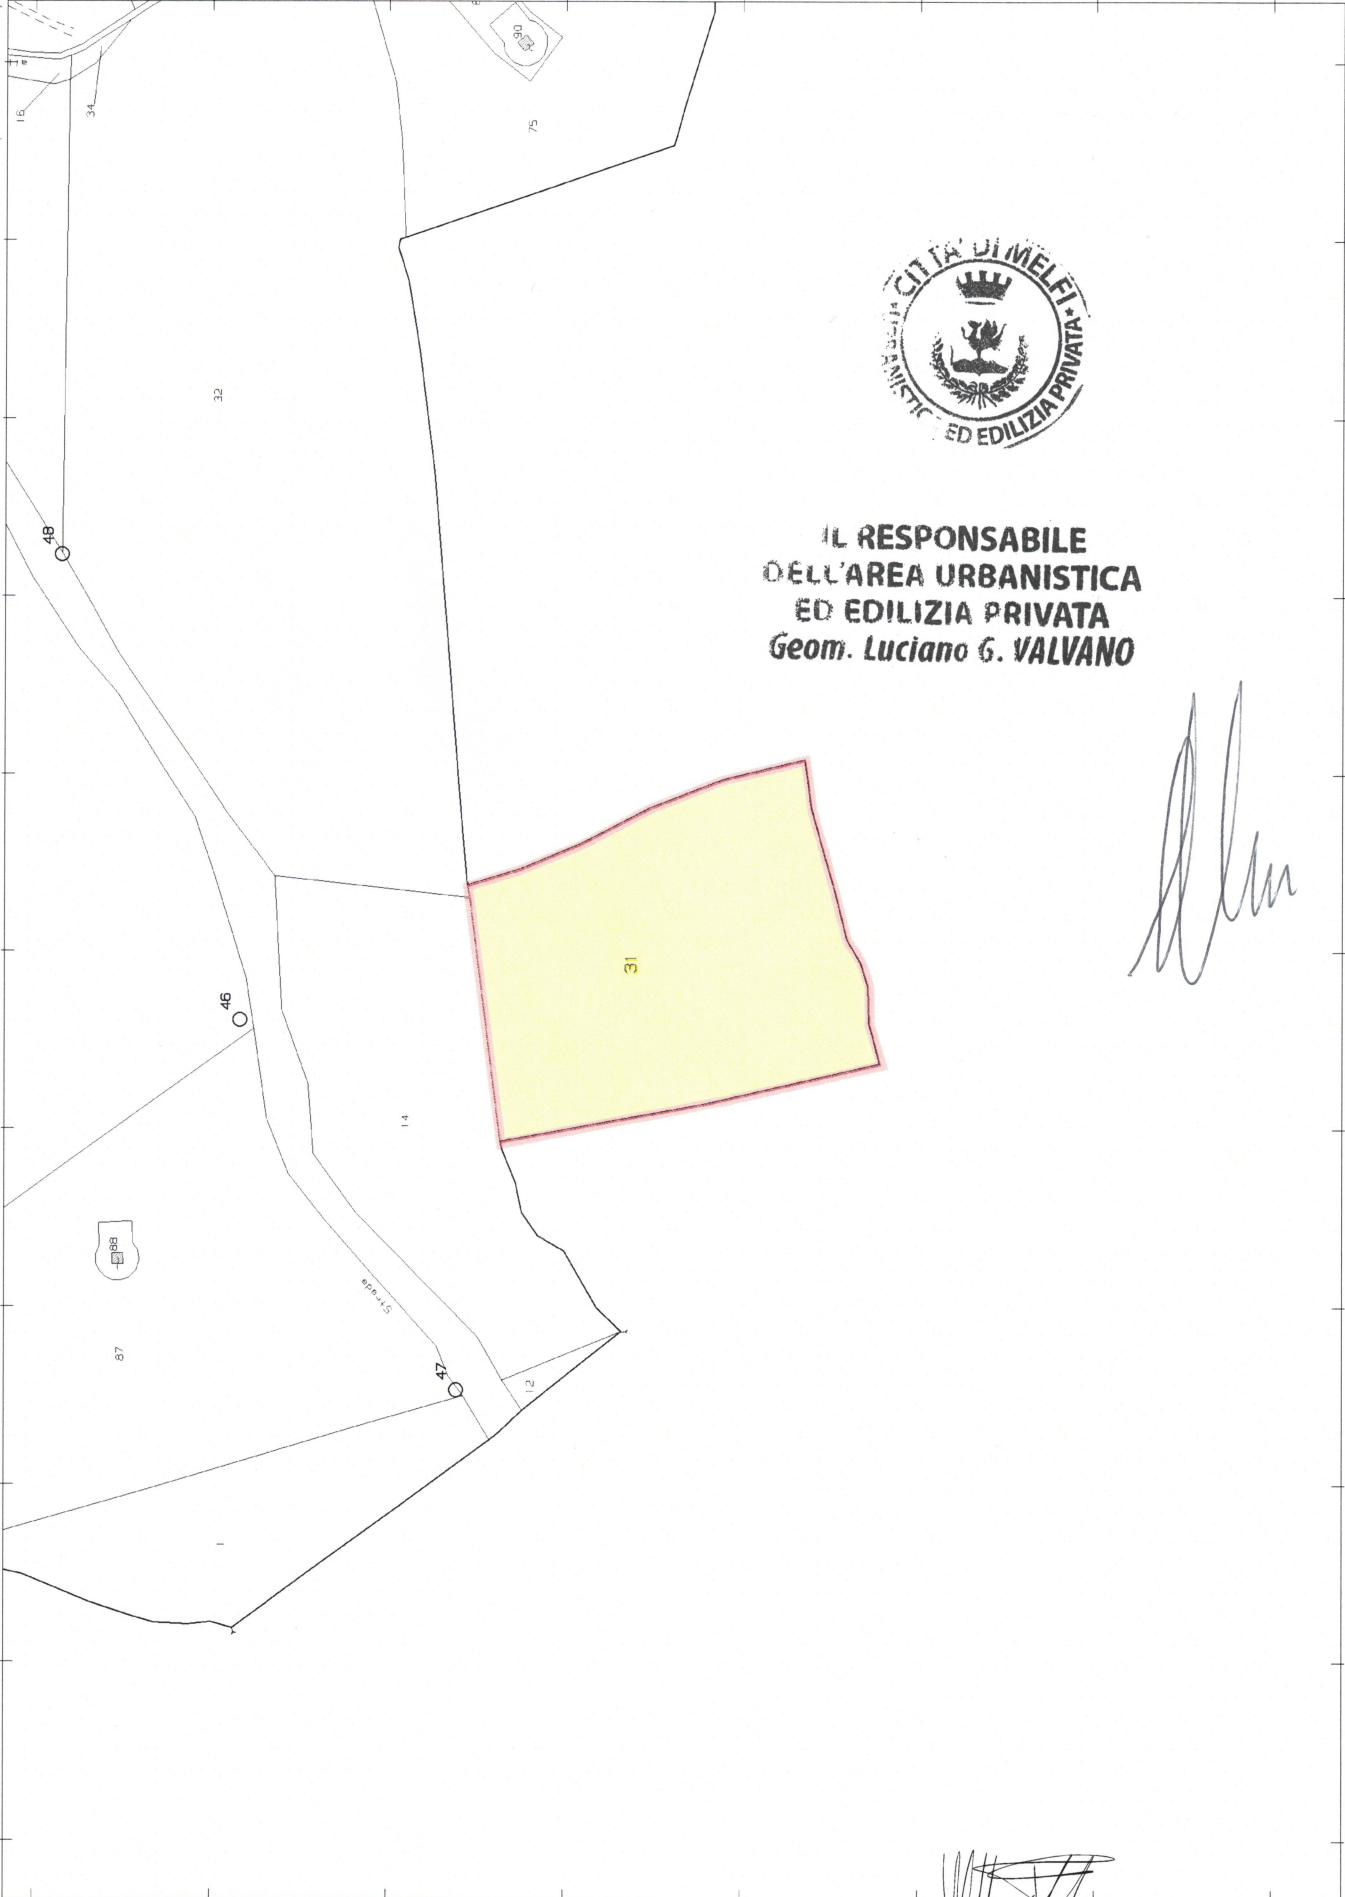 16
34
90
75
32
48
CITTA' DI MELFI
URBANISTICA ED EDILIZIA PRIVATA
IL RESPONSABILE
DELL'AREA URBANISTICA
ED EDILIZIA PRIVATA
Geom. Luciano G. VALVANO
31
46
14
88
Strada
87
47
12
1